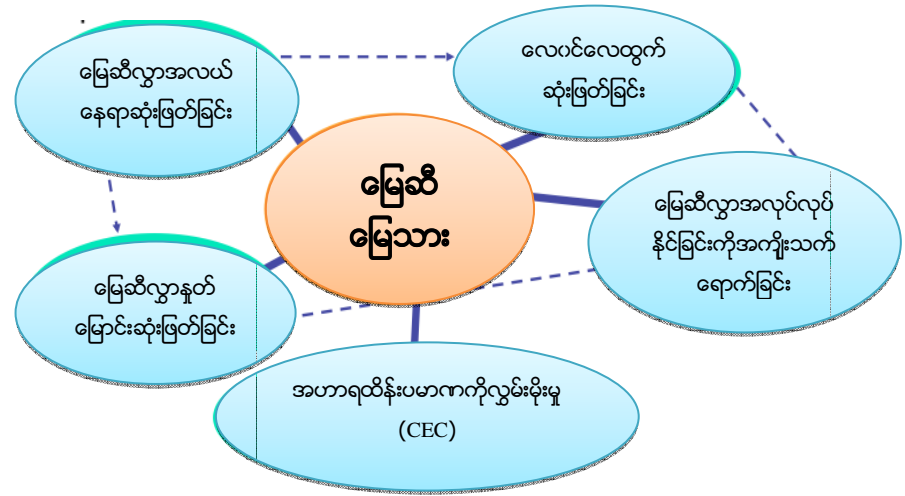 မြေဆီလွှာအလယ်
နေရာဆုံးဖြတ်ခြင်း
လေဝင်လေထွက်
ဆုံးဖြတ်ခြင်း
မြေဆီ
မြေသား
မြေဆီလွှာအလုပ်လုပ်
နိုင်ခြင်းကိုအကျိုးသက်
ရောက်ခြင်း
မြေဆီလွှာနှုတ်
မြောင်းဆုံးဖြတ်ခြင်း
အဟာရထိန်းပမာဏကိုလွှမ်းမိုးမှု
(CEC)